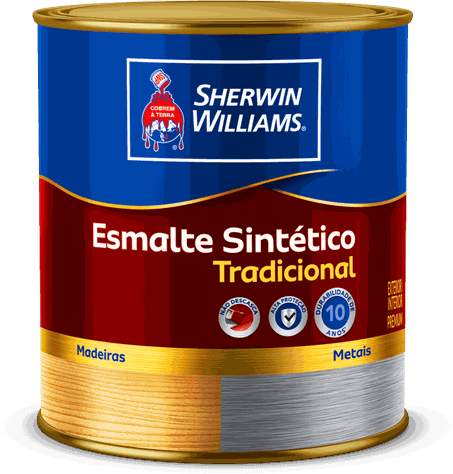 COBREM
A TERRA
SHERWIN
WILLIAMS®
Esmalte Sintético
Tradicional
NÃO DESCASCA
ALTA PROTEÇÃO
DURABILIDADE DE
10
ANOS*
EXTERIOR
INTERIOR
PREMIUM
Madeiras
Metais